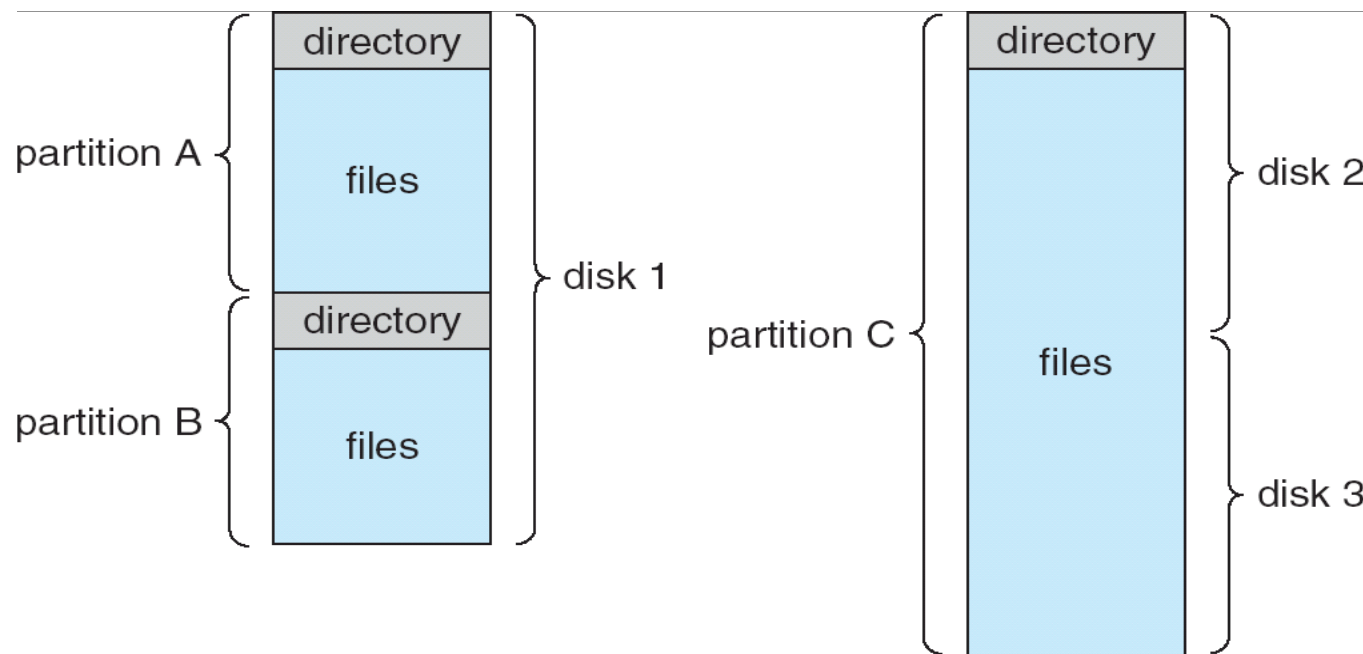 directory
partition A
files
disk 1
directory
partition B
files
directory
disk 2
partition C
files
disk 3